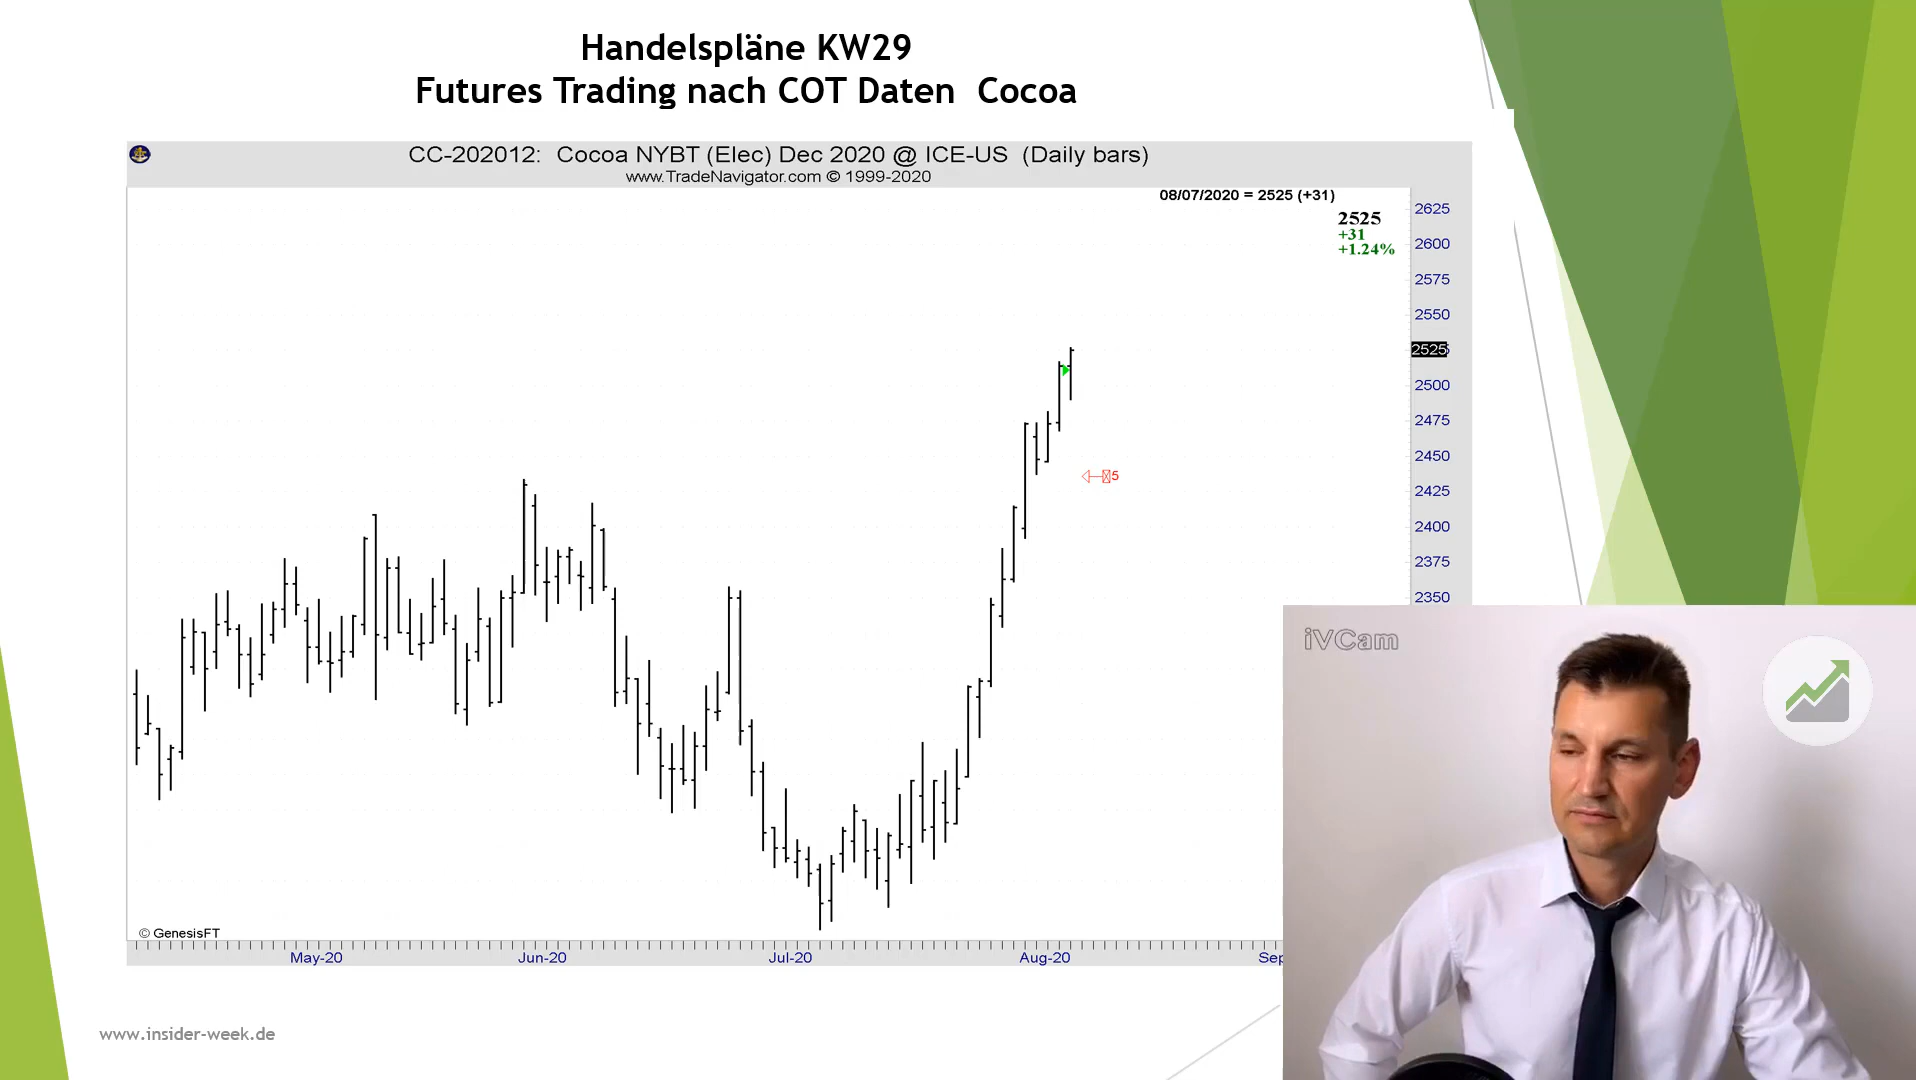 Handelspläne KW29
Futures Trading nach COT Daten Cocoa
CC-202012: Cocoa NYBT (Elec) Dec 2020 @ ICE-US (Daily bars)
www.TradeNavigator.com © 1999-2020
08/07/2020 = 2525 (+31)
2525
+31
+1.24%
2625
2600
2575
2550
2525
2500
2475
2450
2425
2400
2375
2350
5
© GenesisFT
May-20
Jun-20
Jul-20
Aug-20
Sep
iVCam
www.insider-week.de